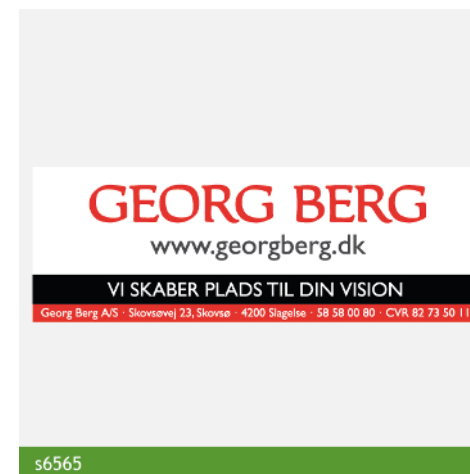 GEORG BERG
www.georgberg.dk
VI SKABER PLADS TIL DIN VISION
Georg Berg A/S · Skovsøvej 23, Skovsø · 4200 Slagelse · 58 58 00 80 · CVR 82 73 50 11
s6565